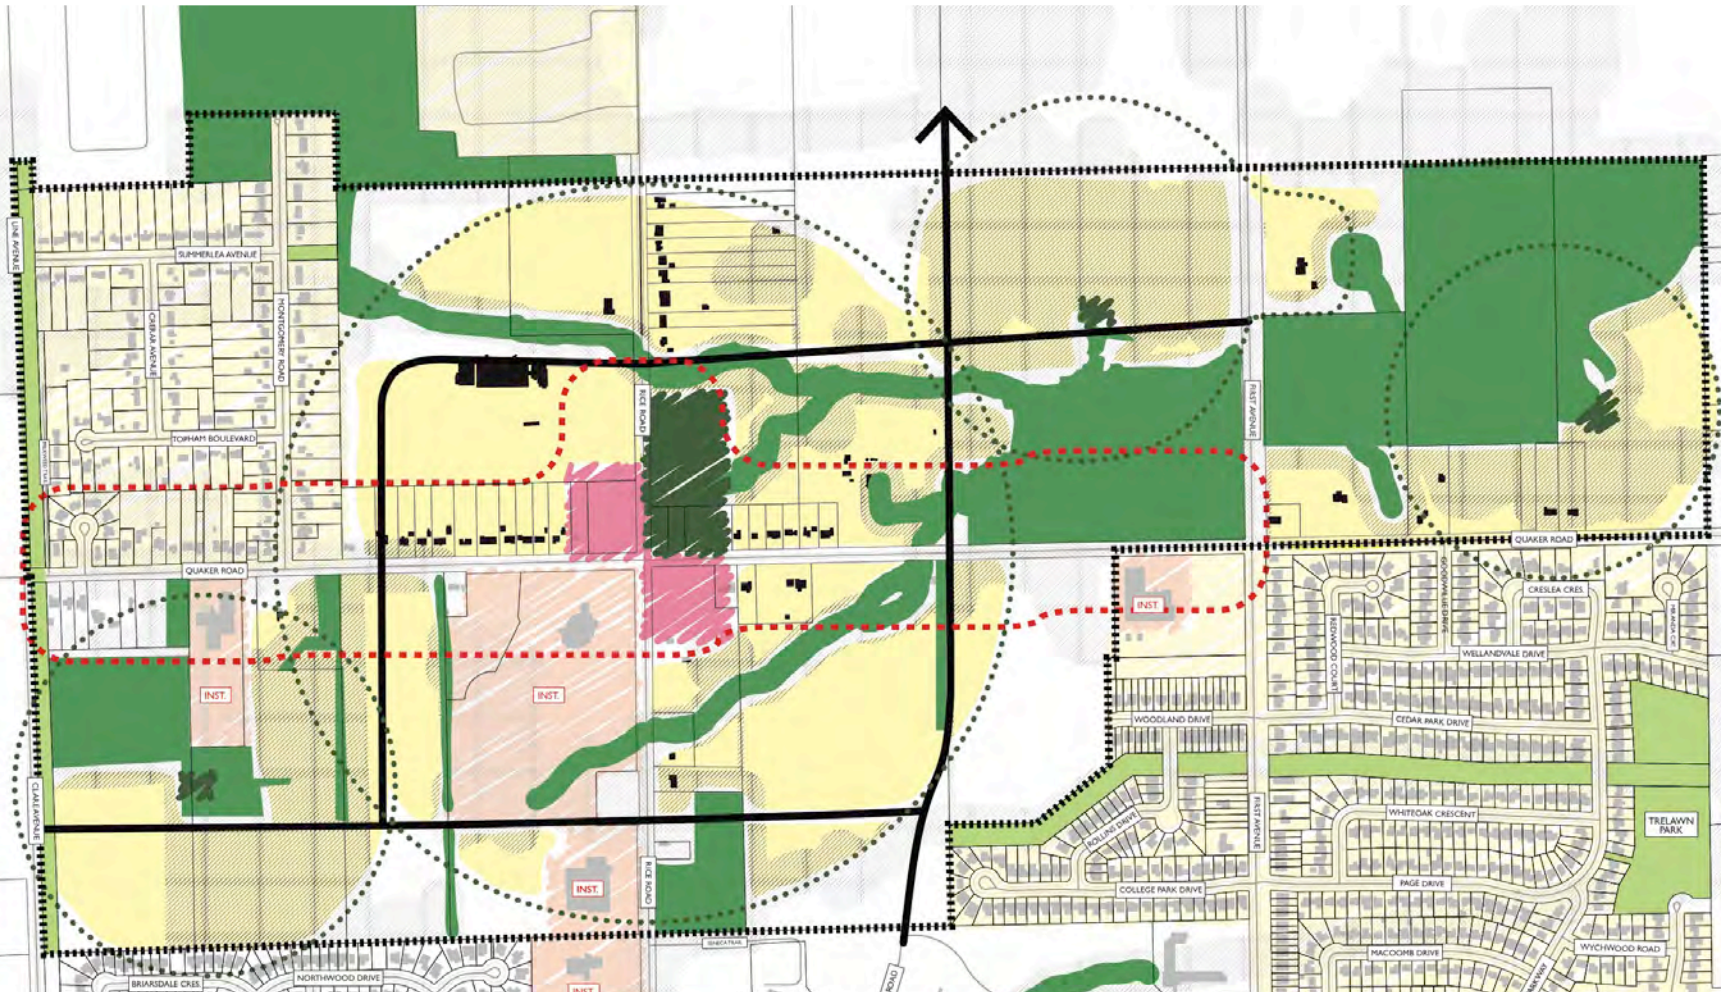 LINE AVENUE
SUMMERLEA AVENUE
CREBAR AVENUE
MONTGOMERY ROAD
TOPHAM BOULEVARD
RICE ROAD
FIRST AVENUE
QUAKER ROAD
QUAKER ROAD
INST.
INST.
INST.
INST.
INST.
CLARE AVENUE
RICE ROAD
FIRST AVENUE
CRESLEA CRES.
REDWOOD COURT
WELLANDVALE DRIVE
WOODLAND DRIVE
CEDAR PARK DRIVE
ROLLINS DRIVE
WHITEOAK CRESCENT
TRELAWN
PARK
COLLEGE PARK DRIVE
PAGE DRIVE
MACOOMB DRIVE
WYCHWOOD ROAD
BRIARSDALE CRES.
NORTHWOOD DRIVE
ROAD